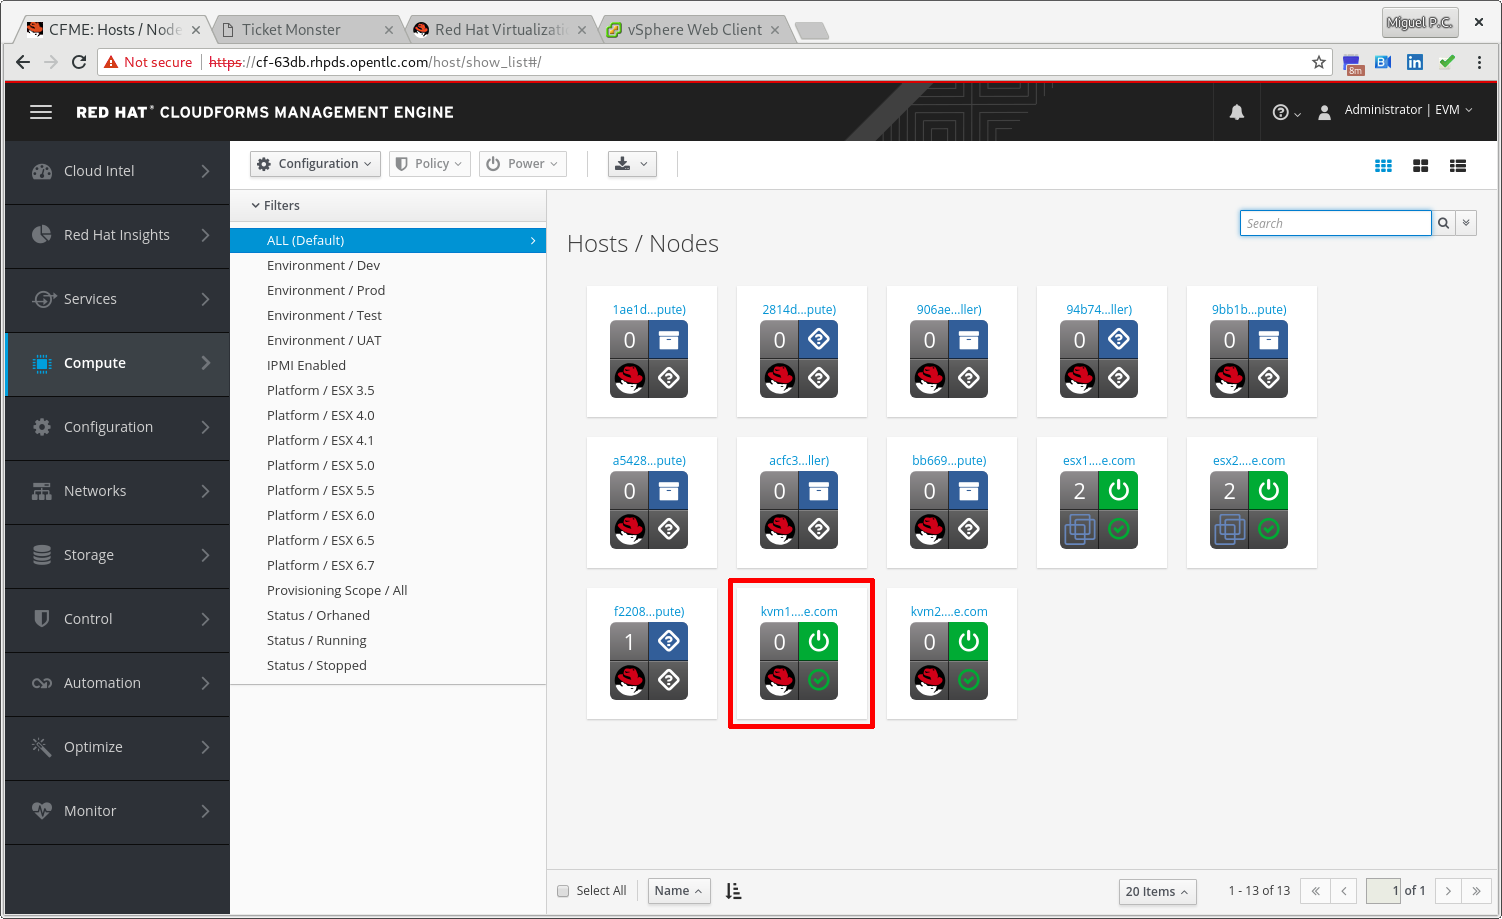 CFME: Hosts / Node
Ticket Monster
Red Hat Virtualizati
vSphere Web Client
Miguel P.C.
Not secure
https://cf-63db.rhpds.opentlc.com/host/show_list#/
8m
RED HAT® CLOUDFORMS MANAGEMENT ENGINE
Administrator | EVM
Cloud Intel
Red Hat Insights
Services
Compute
Configuration
Networks
Storage
Control
Automation
Optimize
Monitor
Configuration
Policy
Power
Filters
ALL (Default)
Environment / Dev
Environment / Prod
Environment / Test
Environment / UAT
IPMI Enabled
Platform / ESX 3.5
Platform / ESX 4.0
Platform / ESX 4.1
Platform / ESX 5.0
Platform / ESX 5.5
Platform / ESX 6.0
Platform / ESX 6.5
Platform / ESX 6.7
Provisioning Scope / All
Status / Orhaned
Status / Running
Status / Stopped
Search
Hosts / Nodes
1ae1d...pute)
0
2814d...pute)
0
906ae...ller)
0
94b74...ller)
0
9bb1b...pute)
0
a5428...pute)
0
acfc3...ller)
0
bb669...pute)
0
esx1....e.com
2
esx2....e.com
2
f2208...pute)
1
kvm1....e.com
0
kvm2....e.com
0
Select All
Name
20 Items
1 - 13 of 13
1 of 1